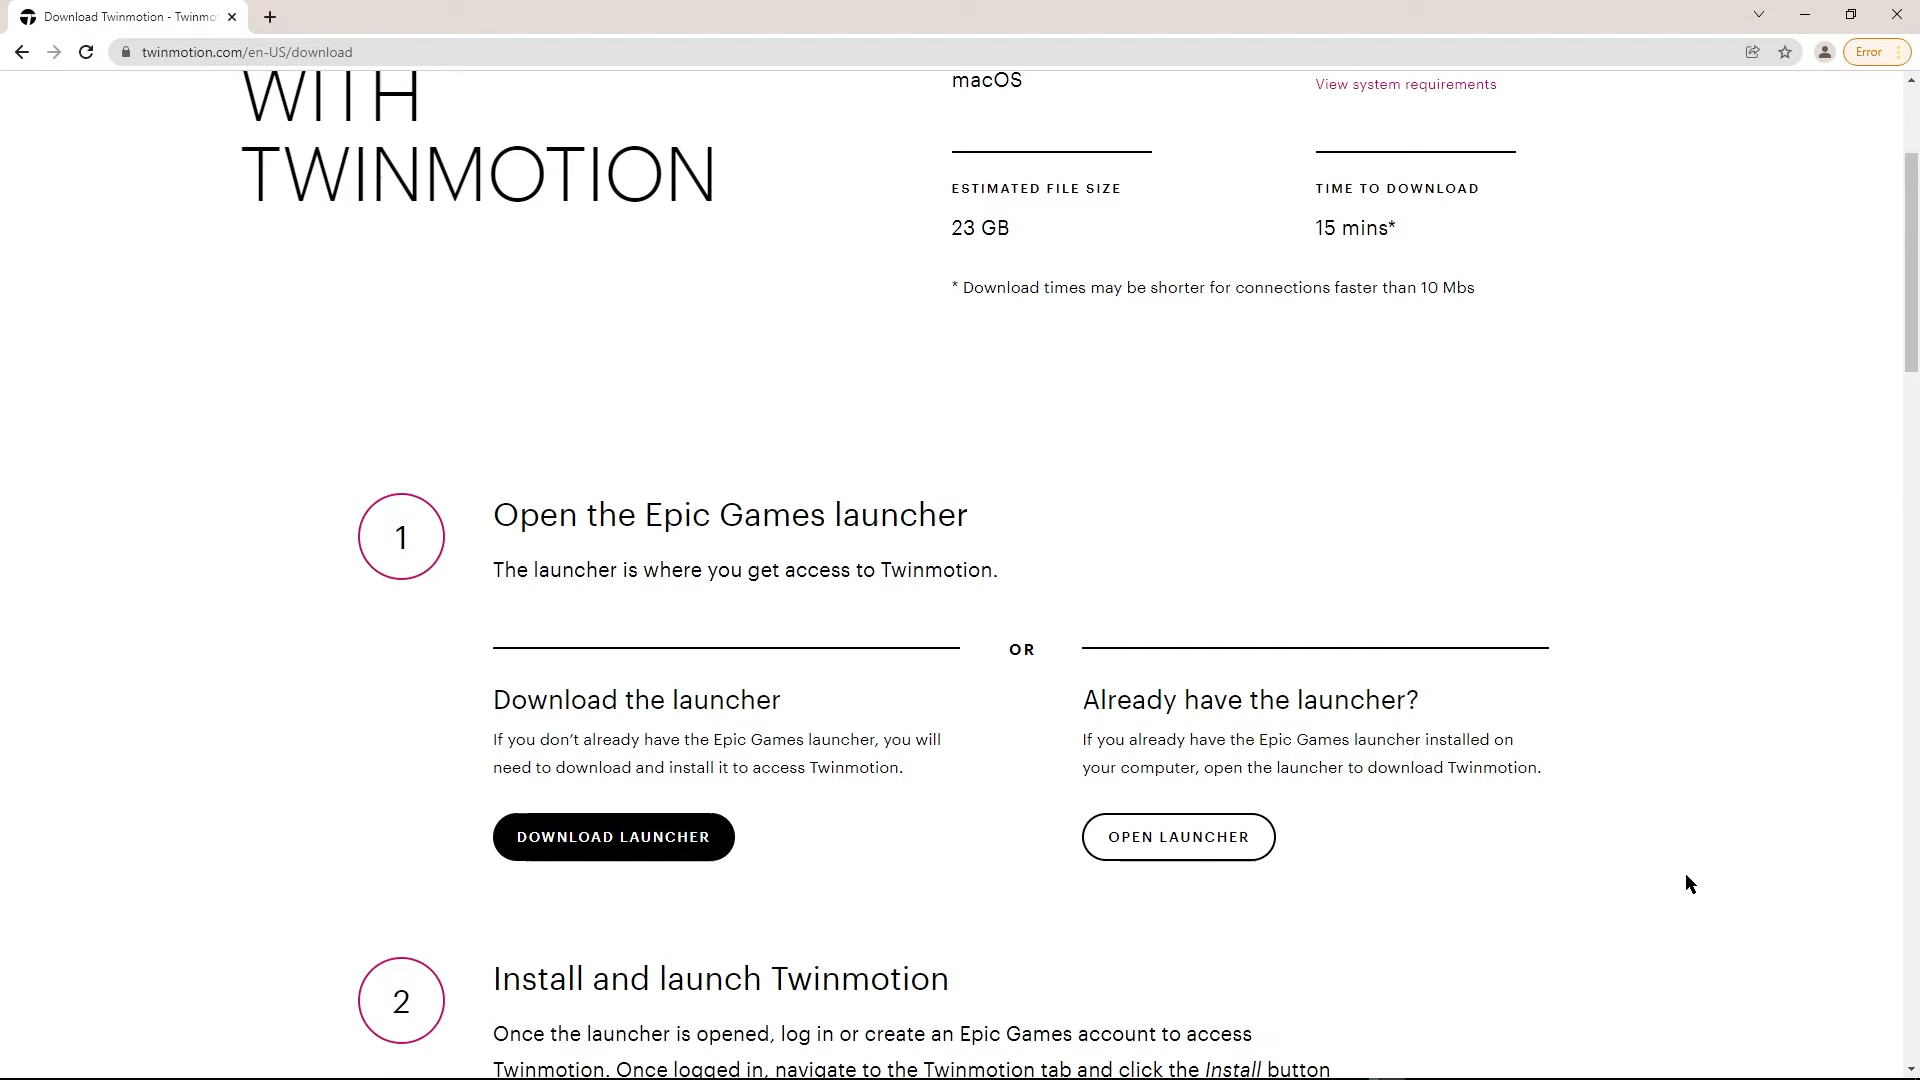 Download Twinmotion - Twinmo
twinmotion.com/en-US/download
Error
WITH
TWINMOTION
macOS
View system requirements
ESTIMATED FILE SIZE
TIME TO DOWNLOAD
23 GB
15 mins*
* Download times may be shorter for connections faster than 10 Mbs
1
Open the Epic Games launcher
The launcher is where you get access to Twinmotion.
OR
Download the launcher
If you don't already have the Epic Games launcher, you will
need to download and install it to access Twinmotion.
DOWNLOAD LAUNCHER
Already have the launcher?
If you already have the Epic Games launcher installed on
your computer, open the launcher to download Twinmotion.
OPEN LAUNCHER
2
Install and launch Twinmotion
Once the launcher is opened, log in or create an Epic Games account to access
Twinmotion. Once logged in, navigate to the Twinmotion tab and click the Install button